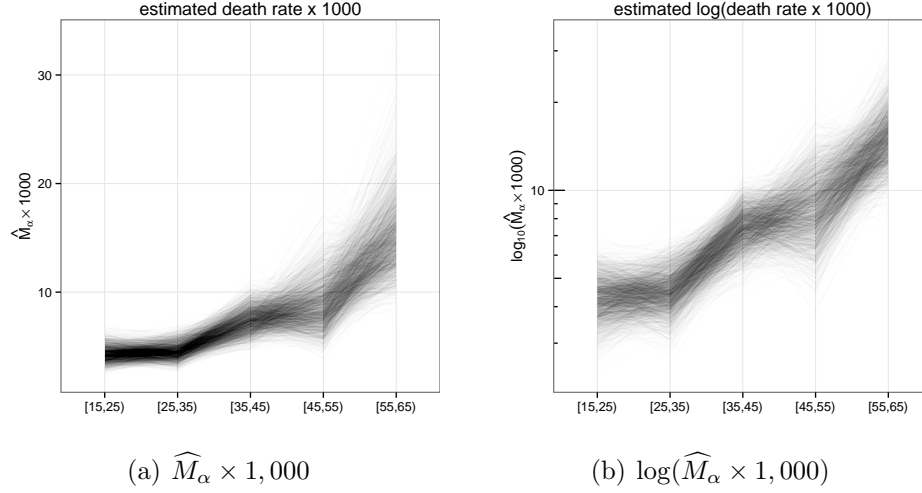 estimated death rate x 1000
M̂α × 1000
30
20
10
[15,25) [25,35) [35,45) [45,55) [55,65)
(a) M̂α × 1,000
estimated log(death rate x 1000)
log10(M̂α × 1000)
10
[15,25) [25,35) [35,45) [45,55) [55,65)
(b) log(M̂α × 1,000)